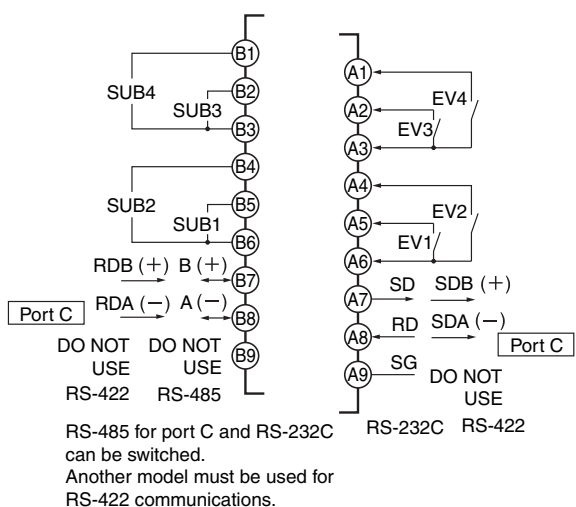 B1
SUB4
B2
SUB3
B3
B4
SUB2
B5
SUB1
B6
RDB (+) B (+)
B7
Port C
RDA (−) A (−)
B8
DO NOT USE
DO NOT USE
B9
RS-422 RS-485
A1
EV4
A2
EV3
A3
A4
EV2
A5
EV1
A6
A7
SD SDB (+)
A8
RD SDA (−)
Port C
A9
SG
DO NOT USE
RS-232C RS-422
RS-485 for port C and RS-232C
can be switched.
Another model must be used for
RS-422 communications.